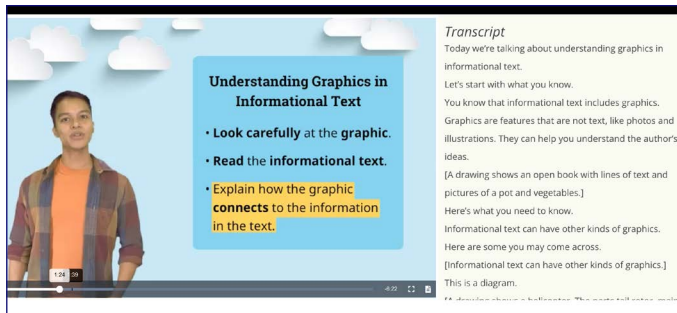 Understanding Graphics in
Informational Text
• Look carefully at the graphic.
• Read the informational text.
• Explain how the graphic
connects to the information
in the text.
1:24
39
-6:22
Transcript
Today we're talking about understanding graphics in
informational text.
Let's start with what you know.
You know that informational text includes graphics.
Graphics are features that are not text, like photos and
illustrations. They can help you understand the author's
ideas.
[A drawing shows an open book with lines of text and
pictures of a pot and vegetables.]
Here's what you need to know.
Informational text can have other kinds of graphics.
Here are some you may come across.
[Informational text can have other kinds of graphics.]
This is a diagram.